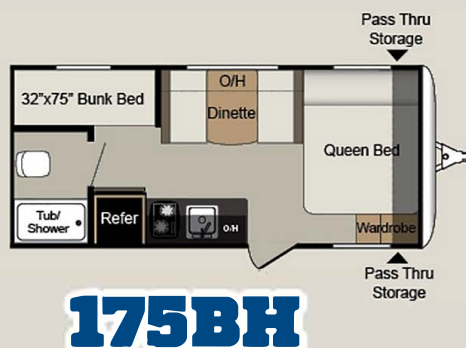 Pass Thru
Storage
32"x75" Bunk Bed
O/H
Dinette
Queen Bed
Tub/
Shower
Refer
O/H
Wardrobe
Pass Thru
Storage
175BH